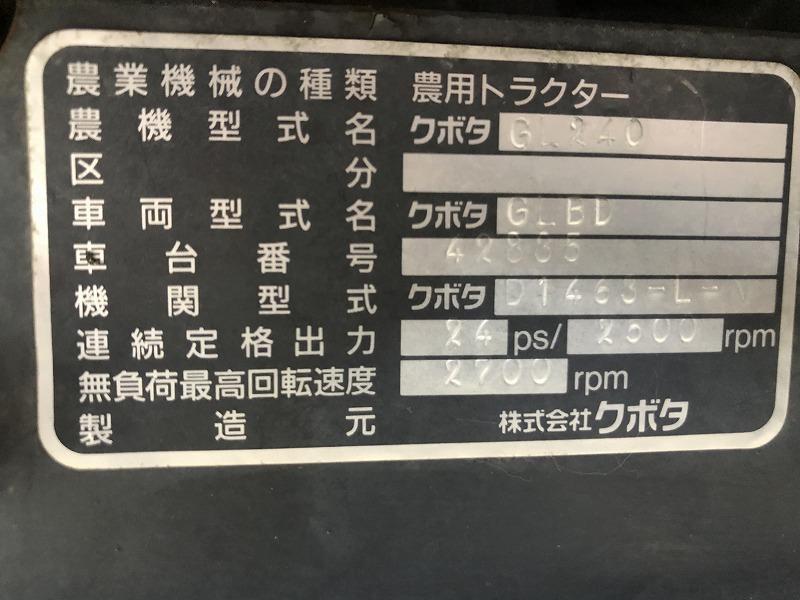 農業機械の種類 農用トラクター
農機型式名 クボタ GL240
区分
車両型式名 クボタ GLBD
車台番号 42885
機関型式 クボタ D1463-L-V
連続定格出力 24 ps/ 2500 rpm
無負荷最高回転速度 2700 rpm
製造元 株式会社クボタ